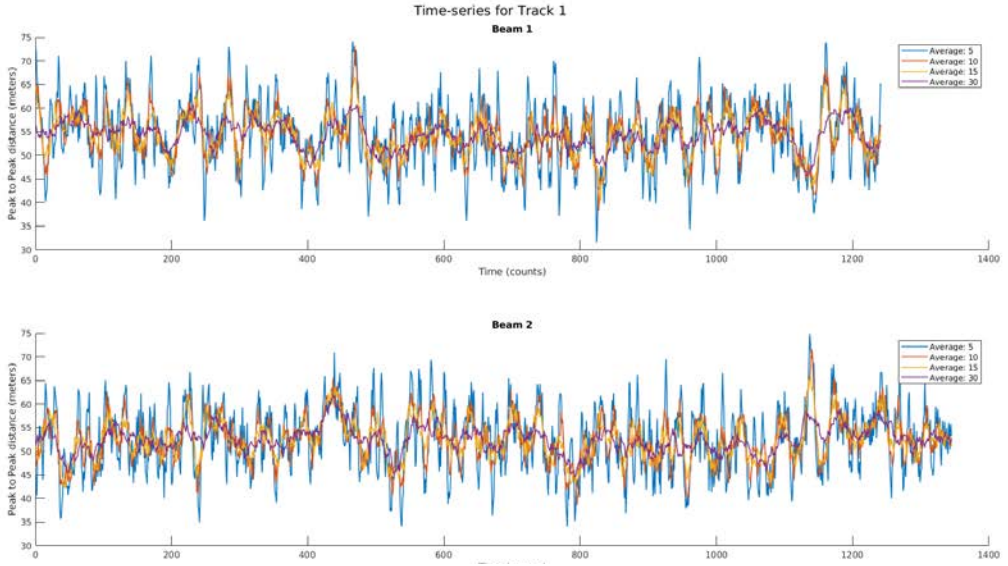 Time-series for Track 1
Beam 1
Peak to Peak distance (meters)
75
70
65
60
55
50
45
40
35
30
0
200
400
600
800
1000
1200
1400
Time (counts)
Average: 5
Average: 10
Average: 15
Average: 30
Beam 2
Peak to Peak distance (meters)
75
70
65
60
55
50
45
40
35
30
0
200
400
600
800
1000
1200
1400
Average: 5
Average: 10
Average: 15
Average: 30